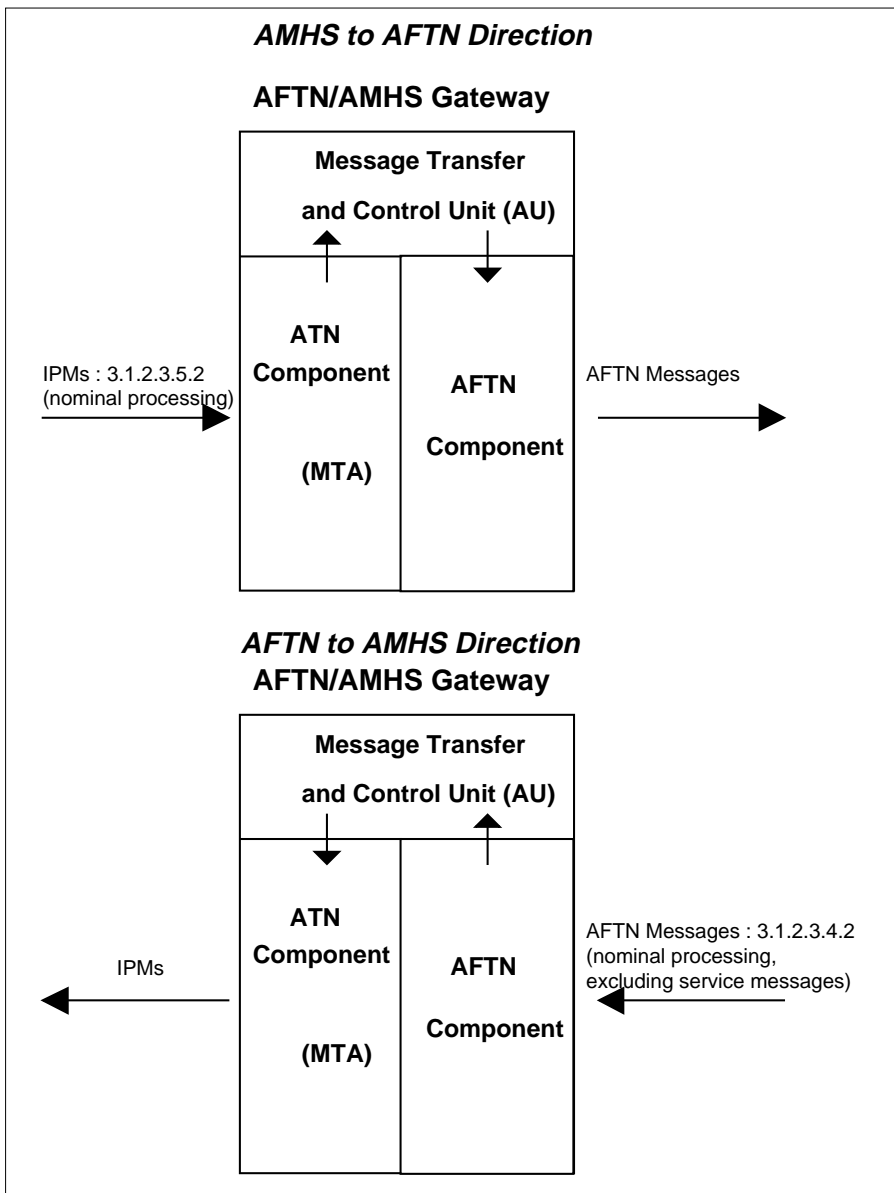 AMHS to AFTN Direction
AFTN/AMHS Gateway
Message Transfer
and Control Unit (AU)
ATN
Component
(MTA)
AFTN
Component
IPMs : 3.1.2.3.5.2
(nominal processing)
AFTN Messages
AFTN to AMHS Direction
AFTN/AMHS Gateway
Message Transfer
and Control Unit (AU)
ATN
Component
(MTA)
AFTN
Component
IPMs
AFTN Messages : 3.1.2.3.4.2
(nominal processing,
excluding service messages)